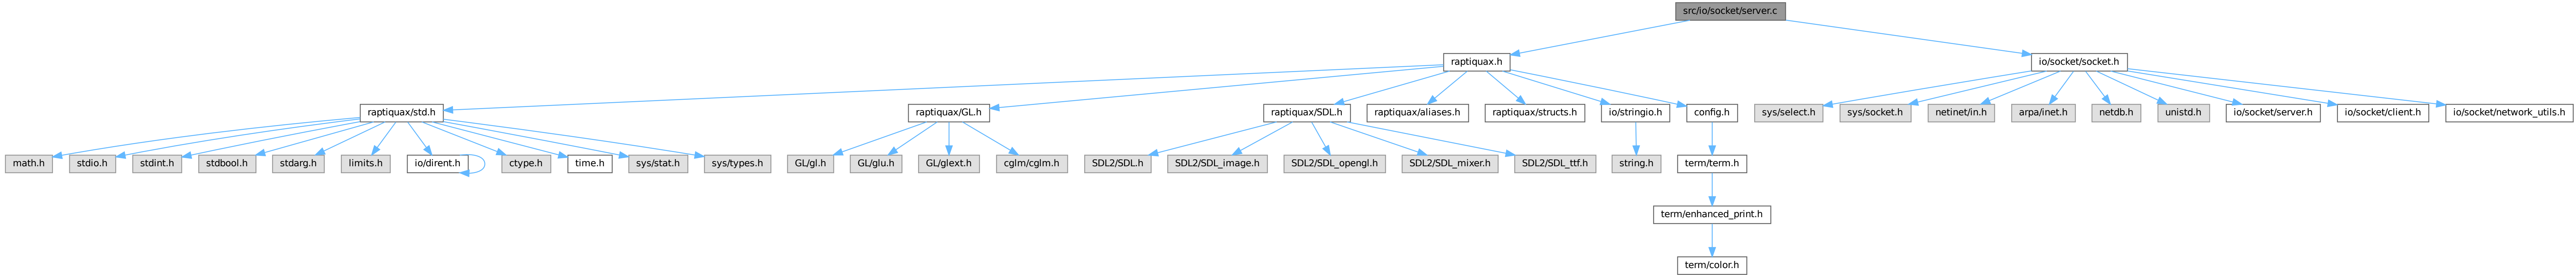 src/io/socket/server.c
raptiquax.h
io/socket/socket.h
raptiquax/std.h
raptiquax/GL.h
raptiquax/SDL.h
raptiquax/aliases.h
raptiquax/structs.h
io/stringio.h
config.h
sys/select.h
sys/socket.h
netinet/in.h
arpa/inet.h
netdb.h
unistd.h
io/socket/server.h
io/socket/client.h
io/socket/network_utils.h
math.h
stdio.h
stdint.h
stdbool.h
stdarg.h
limits.h
io/dirent.h
ctype.h
time.h
sys/stat.h
sys/types.h
GL/gl.h
GL/glu.h
GL/glext.h
cglm/cglm.h
SDL2/SDL.h
SDL2/SDL_image.h
SDL2/SDL_opengl.h
SDL2/SDL_mixer.h
SDL2/SDL_ttf.h
string.h
term/term.h
term/enhanced_print.h
term/color.h